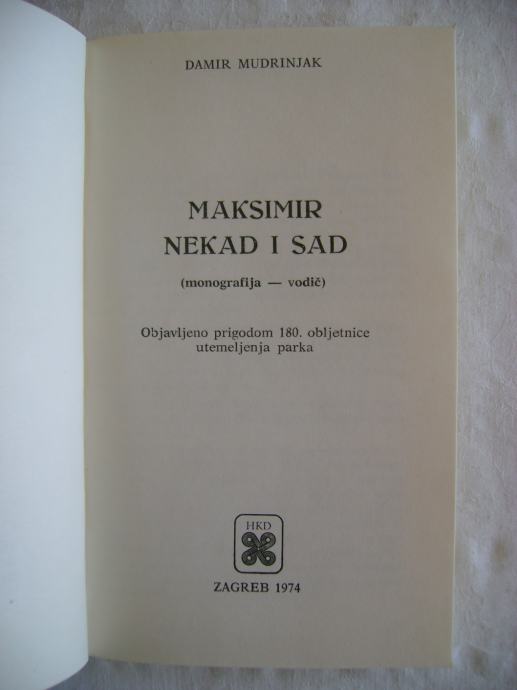 DAMIR MUDRINJAK
MAKSIMIR
NEKAD I SAD
(monografija — vodič)
Objavljeno prigodom 180. obljetnice
utemeljenja parka
HKD
ZAGREB 1974